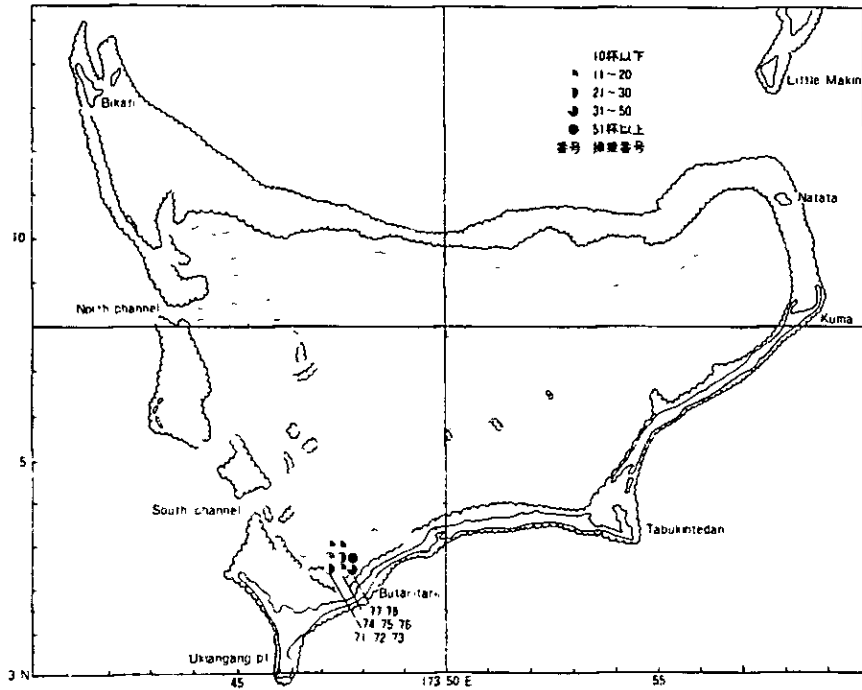 10杯以下
11~20
21~30
31~50
51杯以上
番号 操業番号
Little Makin
Bikati
Natata
10
North channel
Kuma
5
South channel
Tabukintedan
Butaritari
77 78
74 75 76
71 72 73
Ukiangang pt
3 N
45
173 50 E
55